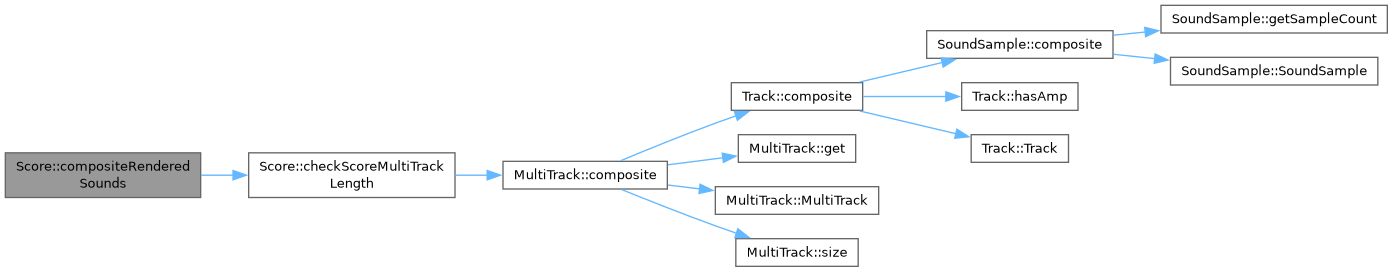 SoundSample::getSampleCount
SoundSample::composite
SoundSample::SoundSample
Track::composite
Track::hasAmp
Track::Track
MultiTrack::get
Score::compositeRendered
Sounds
Score::checkScoreMultiTrack
Length
MultiTrack::composite
MultiTrack::MultiTrack
MultiTrack::size